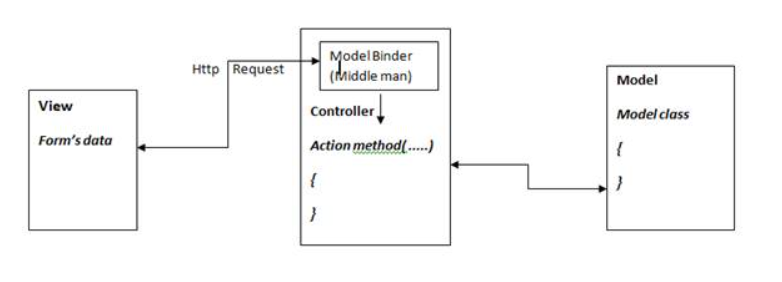 View
Form's data
Http Request
Model Binder
(Middle man)
Controller
Action method(.....)
{
}
Model
Model class
{
}